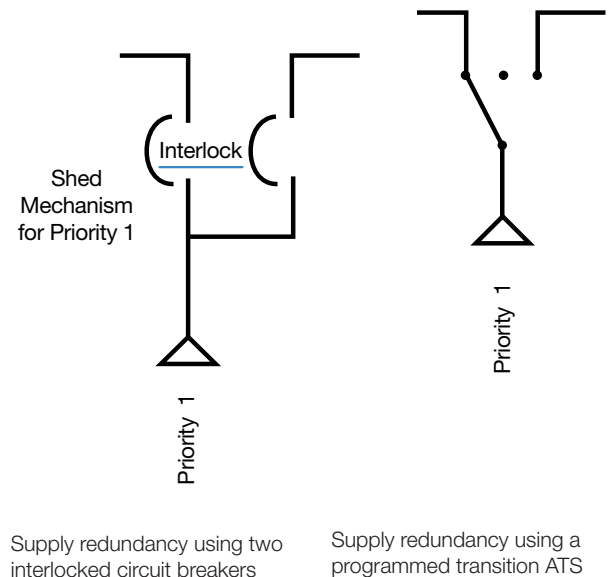 Interlock
Shed
Mechanism
for Priority 1
Priority 1
Priority 1
Supply redundancy using two
interlocked circuit breakers
Supply redundancy using a
programmed transition ATS